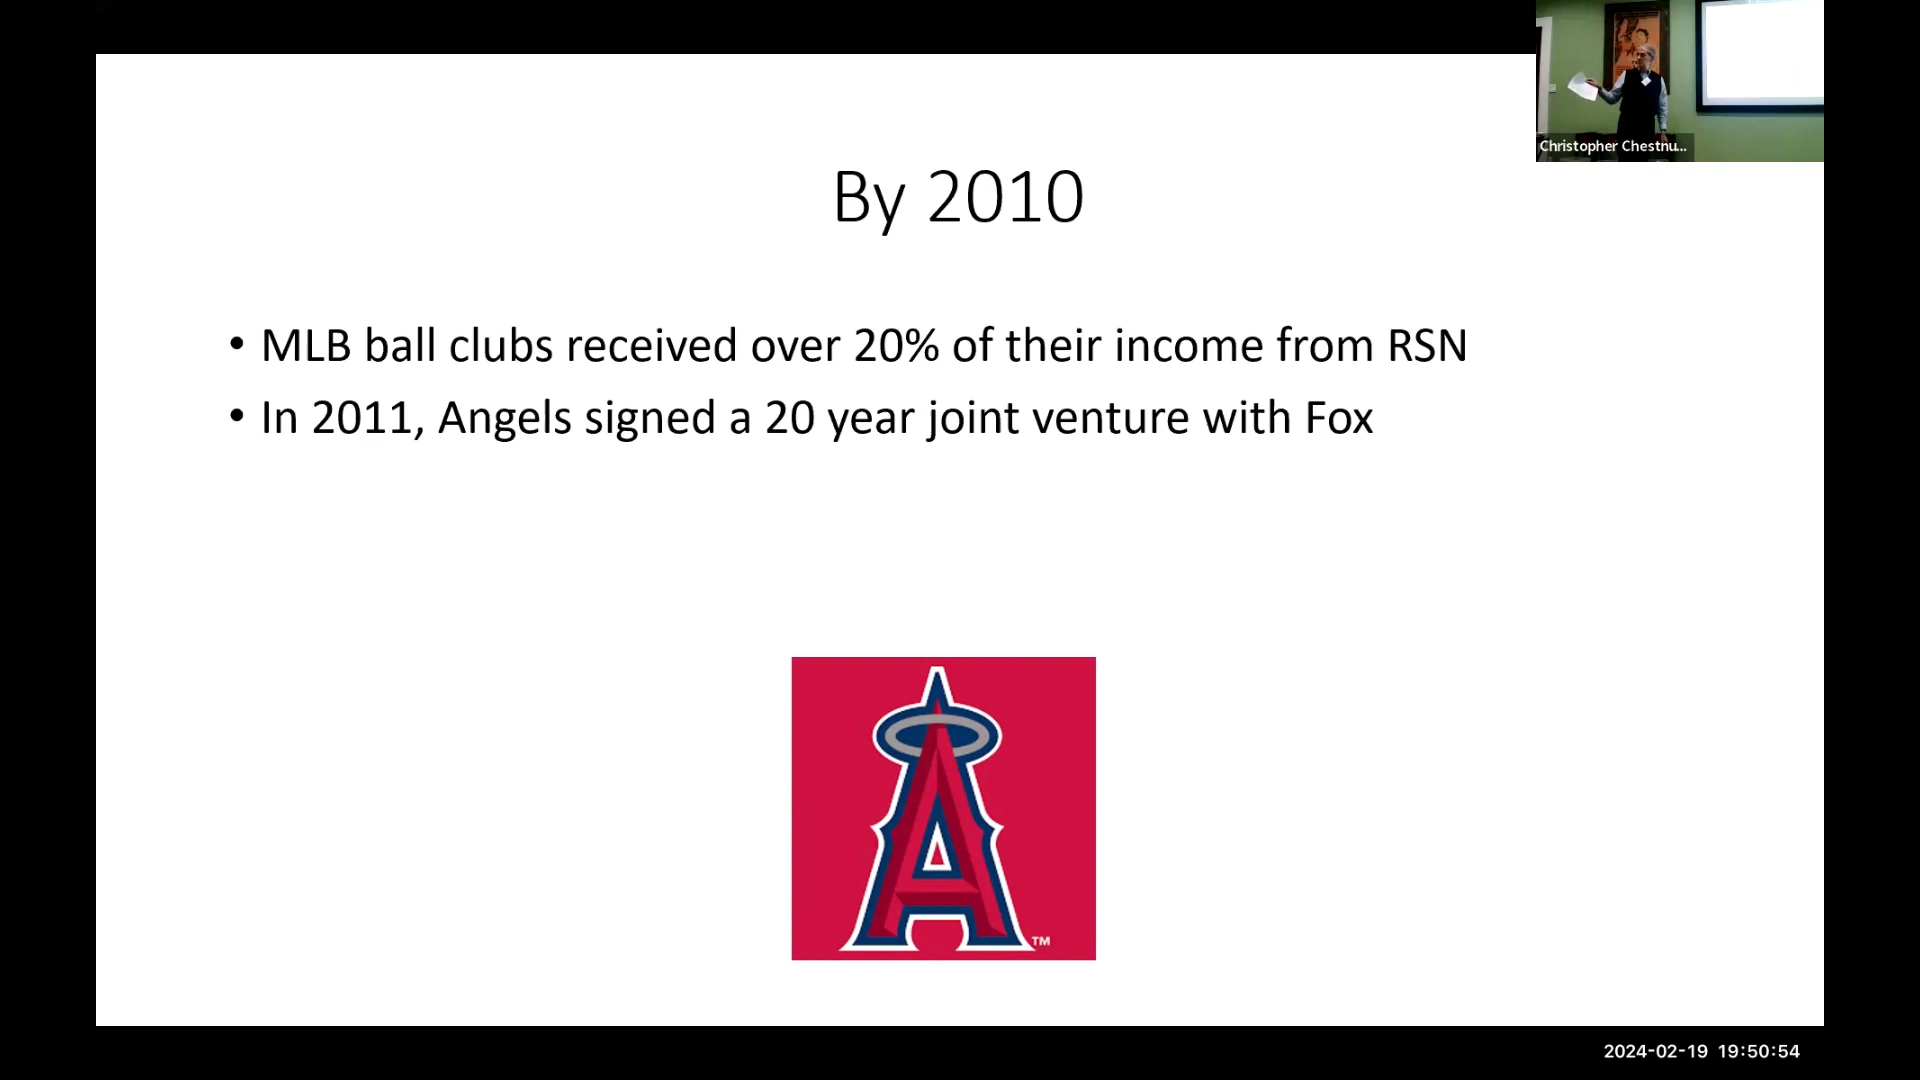 Christopher Chestnu...
By 2010
• MLB ball clubs received over 20% of their income from RSN
• In 2011, Angels signed a 20 year joint venture with Fox
A
TM
2024-02-19 19:50:54